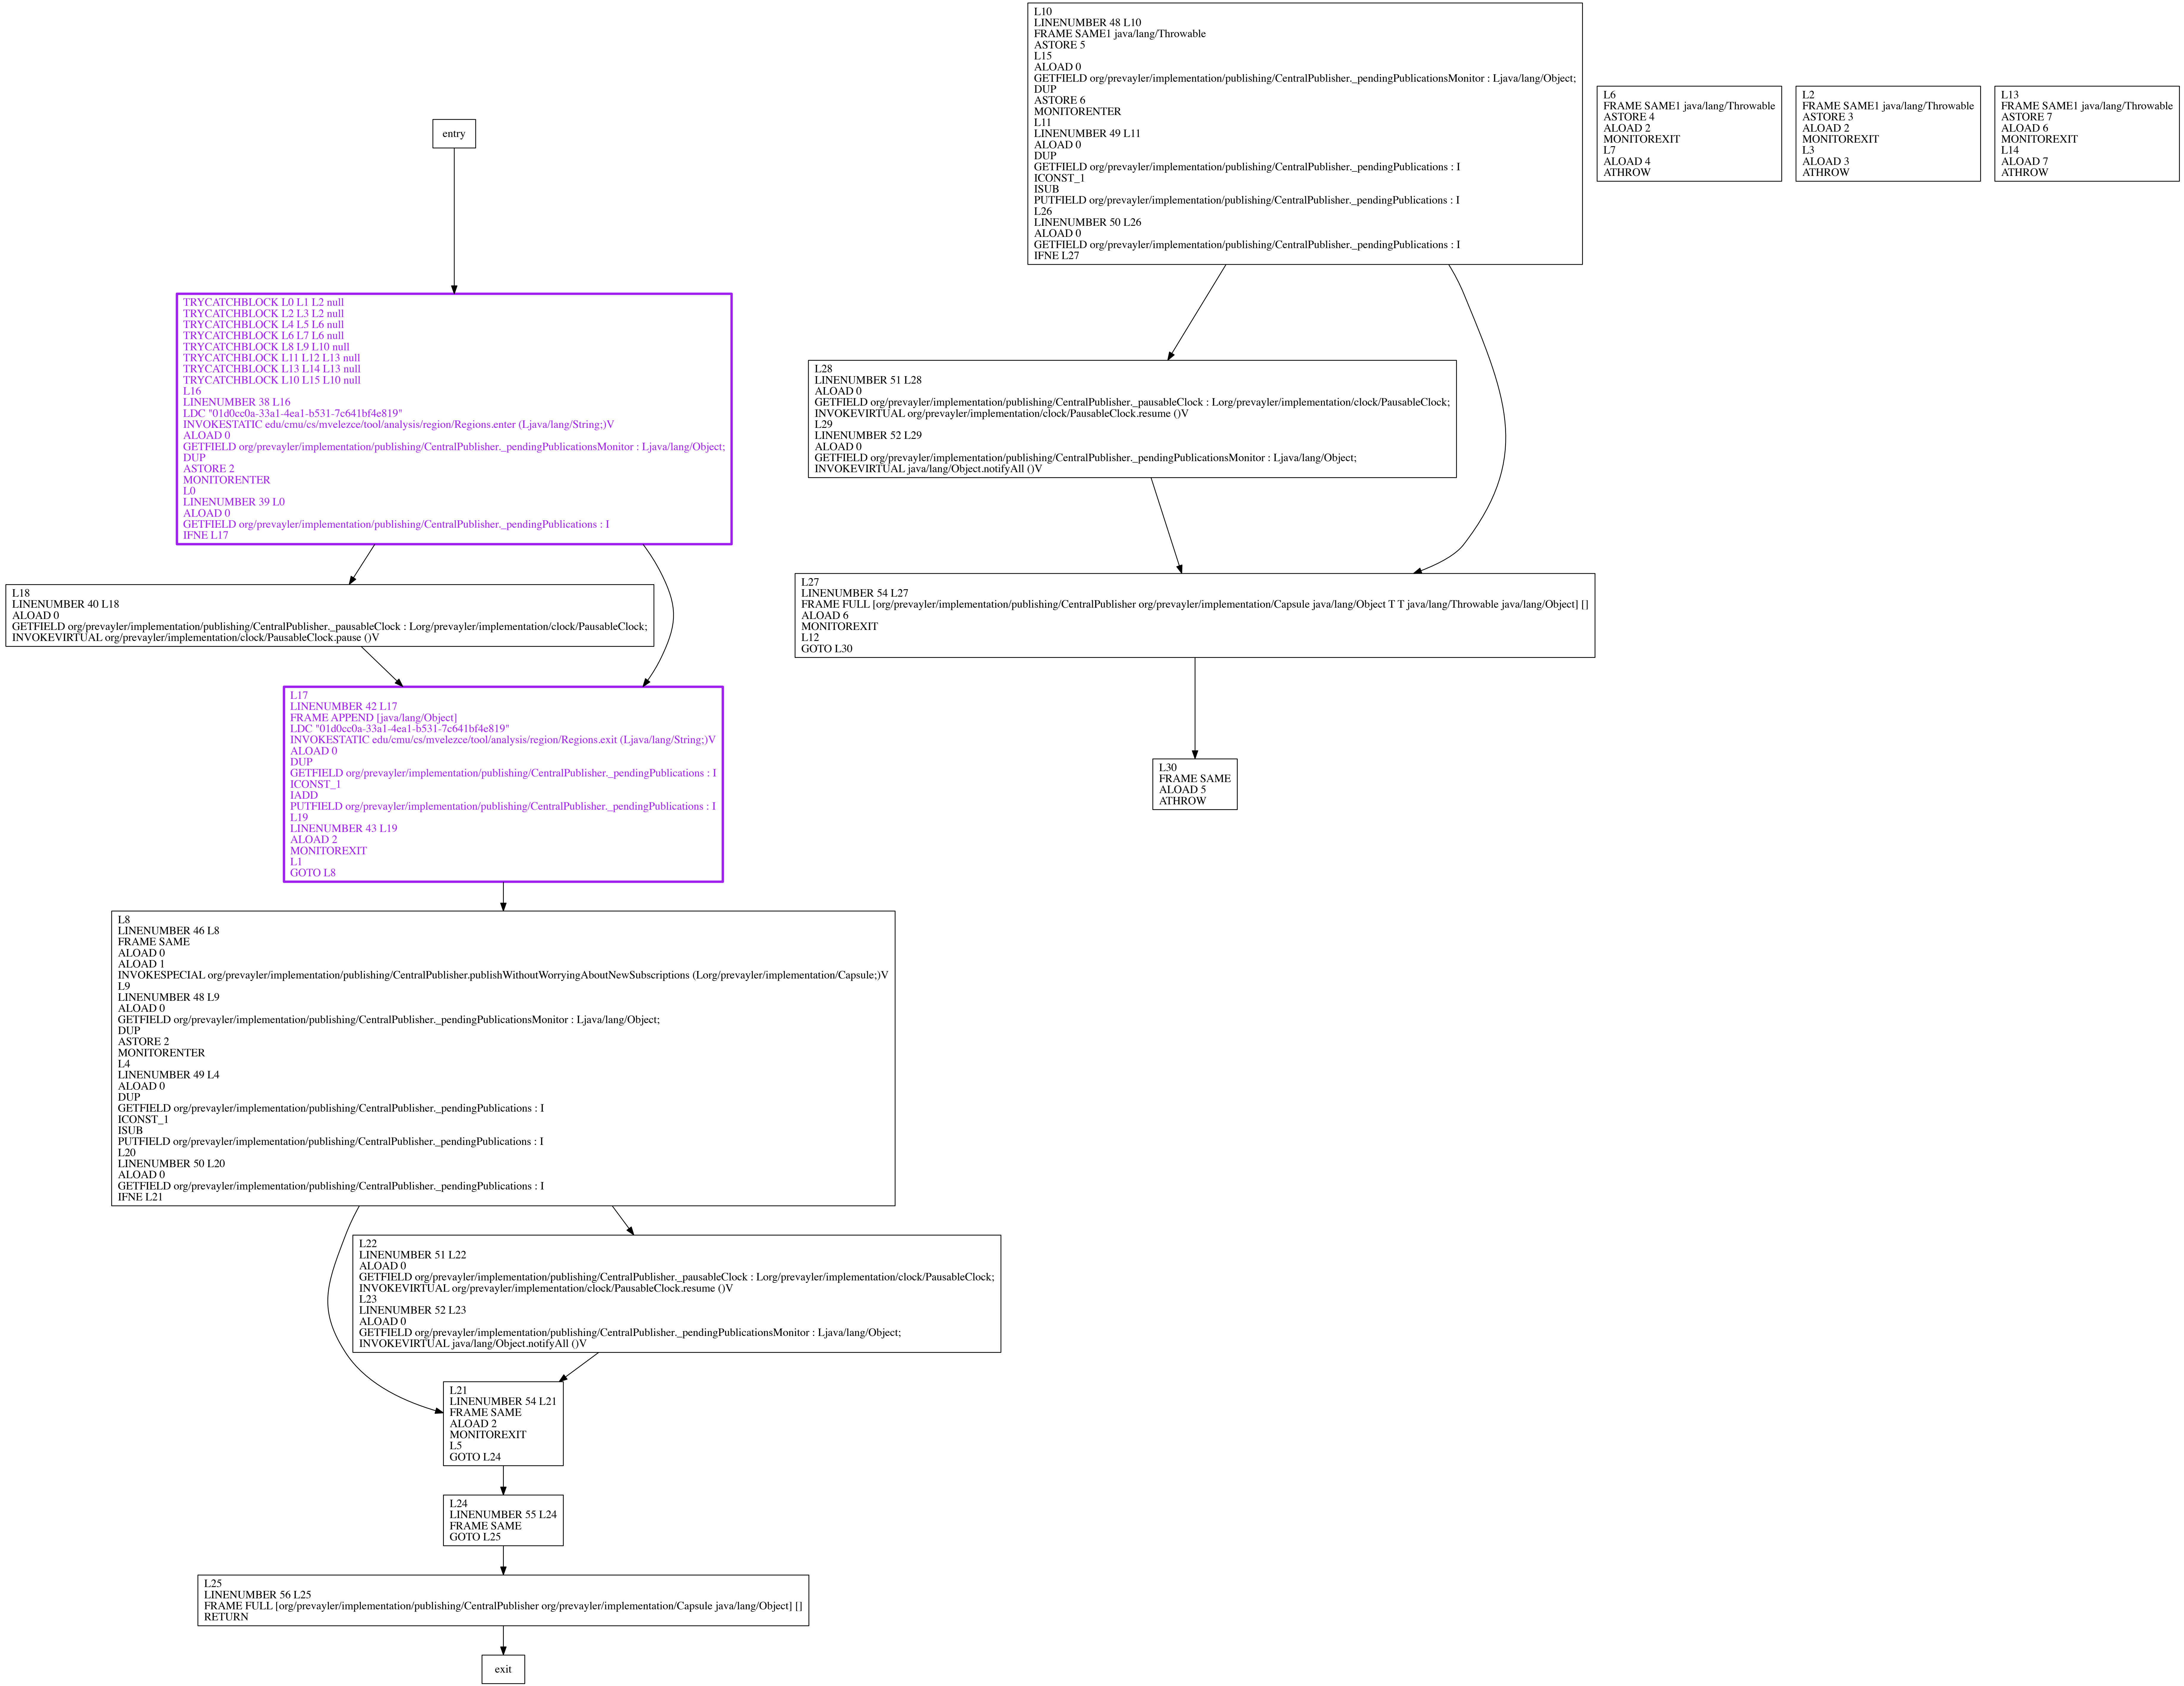 entry
TRYCATCHBLOCK L0 L1 L2 null
TRYCATCHBLOCK L2 L3 L2 null
TRYCATCHBLOCK L4 L5 L6 null
TRYCATCHBLOCK L6 L7 L6 null
TRYCATCHBLOCK L8 L9 L10 null
TRYCATCHBLOCK L11 L12 L13 null
TRYCATCHBLOCK L13 L14 L13 null
TRYCATCHBLOCK L10 L15 L10 null
L16
LINENUMBER 38 L16
LDC "01d0cc0a-33a1-4ea1-b531-7c641bf4e819"
INVOKESTATIC edu/cmu/cs/mvelezce/tool/analysis/region/Regions.enter (Ljava/lang/String;)V
ALOAD 0
GETFIELD org/prevayler/implementation/publishing/CentralPublisher._pendingPublicationsMonitor : Ljava/lang/Object;
DUP
ASTORE 2
MONITORENTER
L0
LINENUMBER 39 L0
ALOAD 0
GETFIELD org/prevayler/implementation/publishing/CentralPublisher._pendingPublications : I
IFNE L17
L18
LINENUMBER 40 L18
ALOAD 0
GETFIELD org/prevayler/implementation/publishing/CentralPublisher._pausableClock : Lorg/prevayler/implementation/clock/PausableClock;
INVOKEVIRTUAL org/prevayler/implementation/clock/PausableClock.pause ()V
L17
LINENUMBER 42 L17
FRAME APPEND [java/lang/Object]
LDC "01d0cc0a-33a1-4ea1-b531-7c641bf4e819"
INVOKESTATIC edu/cmu/cs/mvelezce/tool/analysis/region/Regions.exit (Ljava/lang/String;)V
ALOAD 0
DUP
GETFIELD org/prevayler/implementation/publishing/CentralPublisher._pendingPublications : I
ICONST_1
IADD
PUTFIELD org/prevayler/implementation/publishing/CentralPublisher._pendingPublications : I
L19
LINENUMBER 43 L19
ALOAD 2
MONITOREXIT
L1
GOTO L8
L8
LINENUMBER 46 L8
FRAME SAME
ALOAD 0
ALOAD 1
INVOKESPECIAL org/prevayler/implementation/publishing/CentralPublisher.publishWithoutWorryingAboutNewSubscriptions (Lorg/prevayler/implementation/Capsule;)V
L9
LINENUMBER 48 L9
ALOAD 0
GETFIELD org/prevayler/implementation/publishing/CentralPublisher._pendingPublicationsMonitor : Ljava/lang/Object;
DUP
ASTORE 2
MONITORENTER
L4
LINENUMBER 49 L4
ALOAD 0
DUP
GETFIELD org/prevayler/implementation/publishing/CentralPublisher._pendingPublications : I
ICONST_1
ISUB
PUTFIELD org/prevayler/implementation/publishing/CentralPublisher._pendingPublications : I
L20
LINENUMBER 50 L20
ALOAD 0
GETFIELD org/prevayler/implementation/publishing/CentralPublisher._pendingPublications : I
IFNE L21
L22
LINENUMBER 51 L22
ALOAD 0
GETFIELD org/prevayler/implementation/publishing/CentralPublisher._pausableClock : Lorg/prevayler/implementation/clock/PausableClock;
INVOKEVIRTUAL org/prevayler/implementation/clock/PausableClock.resume ()V
L23
LINENUMBER 52 L23
ALOAD 0
GETFIELD org/prevayler/implementation/publishing/CentralPublisher._pendingPublicationsMonitor : Ljava/lang/Object;
INVOKEVIRTUAL java/lang/Object.notifyAll ()V
L21
LINENUMBER 54 L21
FRAME SAME
ALOAD 2
MONITOREXIT
L5
GOTO L24
L24
LINENUMBER 55 L24
FRAME SAME
GOTO L25
L25
LINENUMBER 56 L25
FRAME FULL [org/prevayler/implementation/publishing/CentralPublisher org/prevayler/implementation/Capsule java/lang/Object] []
RETURN
exit
L10
LINENUMBER 48 L10
FRAME SAME1 java/lang/Throwable
ASTORE 5
L15
ALOAD 0
GETFIELD org/prevayler/implementation/publishing/CentralPublisher._pendingPublicationsMonitor : Ljava/lang/Object;
DUP
ASTORE 6
MONITORENTER
L11
LINENUMBER 49 L11
ALOAD 0
DUP
GETFIELD org/prevayler/implementation/publishing/CentralPublisher._pendingPublications : I
ICONST_1
ISUB
PUTFIELD org/prevayler/implementation/publishing/CentralPublisher._pendingPublications : I
L26
LINENUMBER 50 L26
ALOAD 0
GETFIELD org/prevayler/implementation/publishing/CentralPublisher._pendingPublications : I
IFNE L27
L28
LINENUMBER 51 L28
ALOAD 0
GETFIELD org/prevayler/implementation/publishing/CentralPublisher._pausableClock : Lorg/prevayler/implementation/clock/PausableClock;
INVOKEVIRTUAL org/prevayler/implementation/clock/PausableClock.resume ()V
L29
LINENUMBER 52 L29
ALOAD 0
GETFIELD org/prevayler/implementation/publishing/CentralPublisher._pendingPublicationsMonitor : Ljava/lang/Object;
INVOKEVIRTUAL java/lang/Object.notifyAll ()V
L27
LINENUMBER 54 L27
FRAME FULL [org/prevayler/implementation/publishing/CentralPublisher org/prevayler/implementation/Capsule java/lang/Object T T java/lang/Throwable java/lang/Object] []
ALOAD 6
MONITOREXIT
L12
GOTO L30
L30
FRAME SAME
ALOAD 5
ATHROW
L6
FRAME SAME1 java/lang/Throwable
ASTORE 4
ALOAD 2
MONITOREXIT
L7
ALOAD 4
ATHROW
L2
FRAME SAME1 java/lang/Throwable
ASTORE 3
ALOAD 2
MONITOREXIT
L3
ALOAD 3
ATHROW
L13
FRAME SAME1 java/lang/Throwable
ASTORE 7
ALOAD 6
MONITOREXIT
L14
ALOAD 7
ATHROW